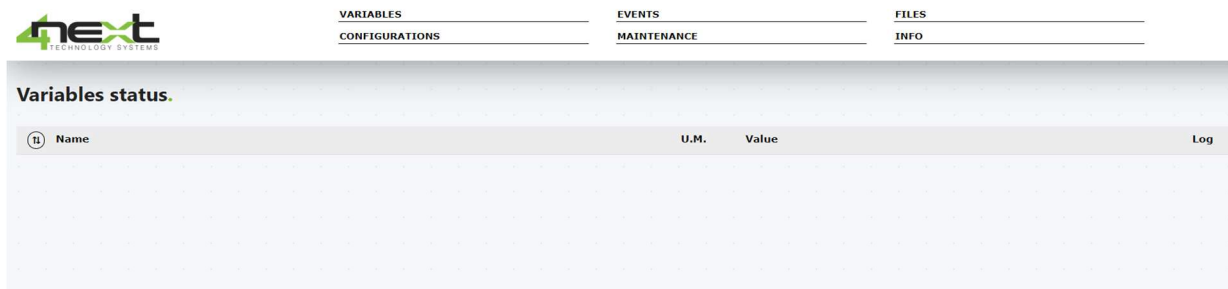 4next
TECHNOLOGY SYSTEMS
VARIABLES
EVENTS
FILES
CONFIGURATIONS
MAINTENANCE
INFO
Variables status.
Name U.M. Value Log